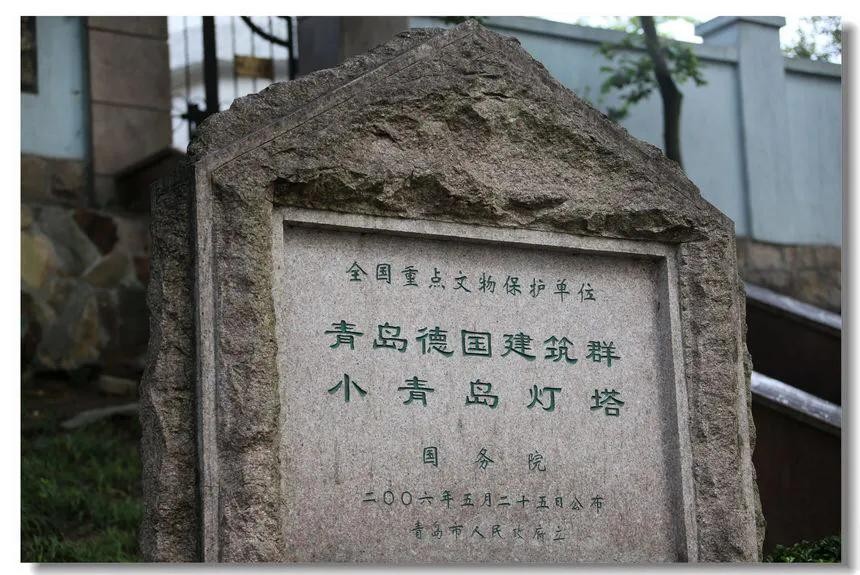 全国重点文物保护单位
青岛德国建筑群
小青岛灯塔
国务院
二〇〇六年五月二十五日公布
青岛市人民政府立